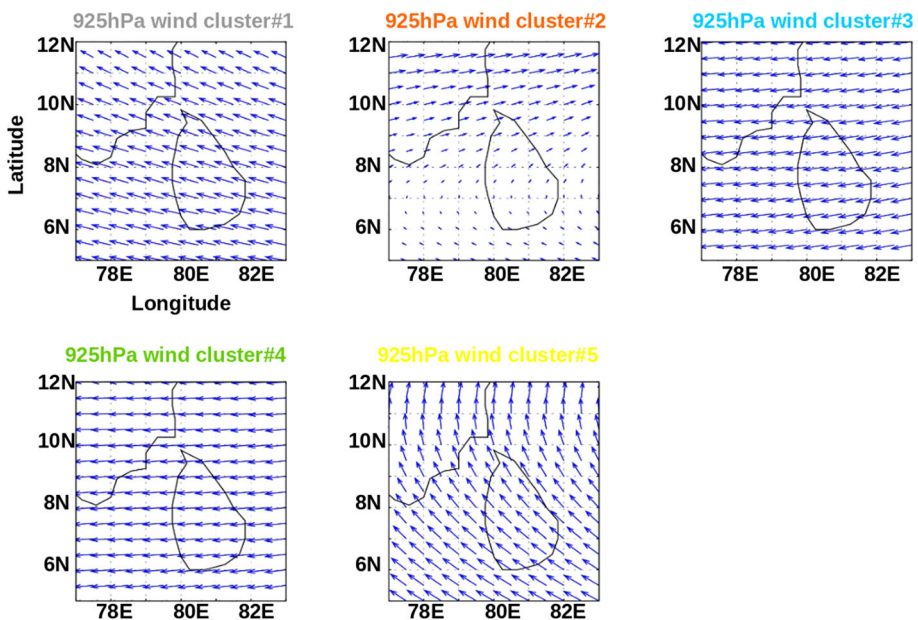 925hPa wind cluster#1
925hPa wind cluster#2
925hPa wind cluster#3
12N
12N
12N
10N
10N
10N
Latitude
8N
8N
8N
6N
6N
6N
78E 80E 82E
78E 80E 82E
78E 80E 82E
Longitude
925hPa wind cluster#4
925hPa wind cluster#5
12N
12N
10N
10N
8N
8N
6N
6N
78E 80E 82E
78E 80E 82E